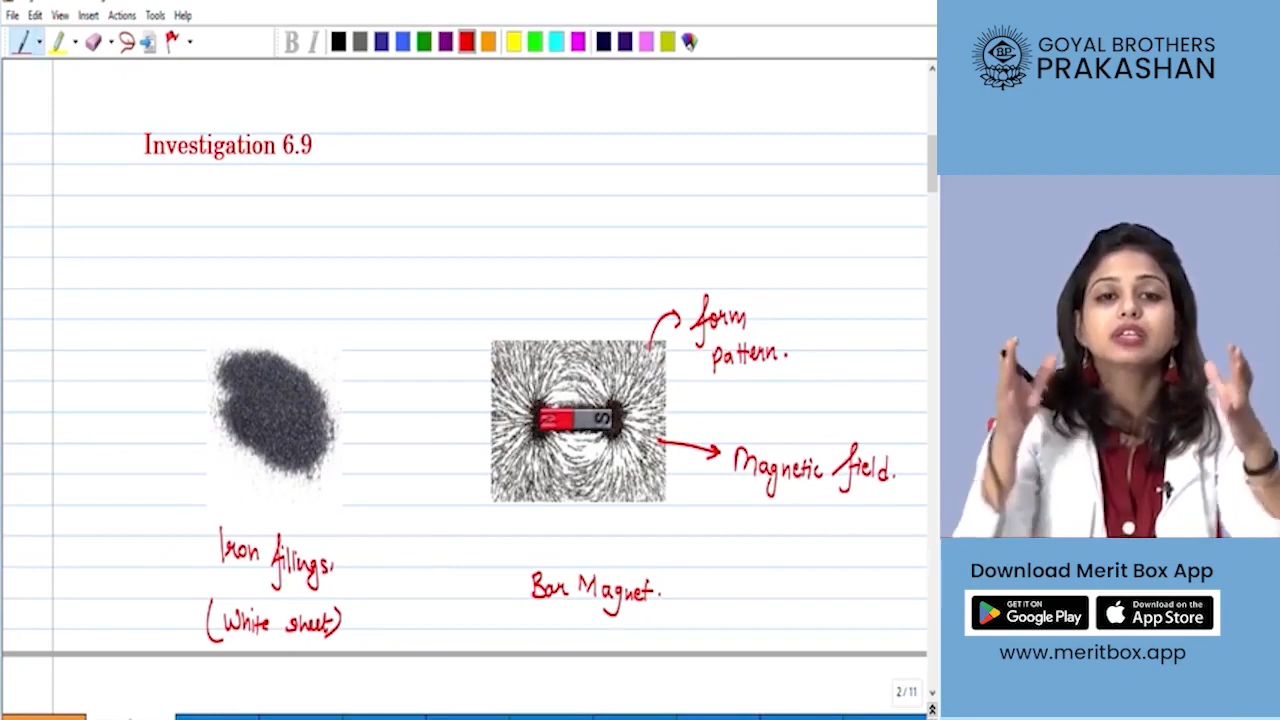 File Edit View Insert Actions Tools Help
B I
Investigation 6.9
form
pattern.
N S
Magnetic field.
Iron fillings.
(White sheet)
Bar Magnet.
2/11
BP
GOYAL BROTHERS
PRAKASHAN
Download Merit Box App
GET IT ON
Google Play
Download on the
App Store
www.meritbox.app